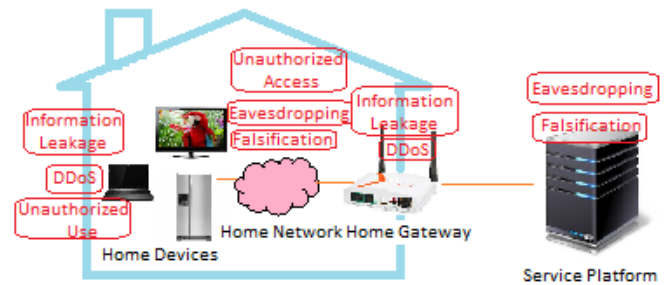 Unauthorized
Access
Eavesdropping
Falsification
Information
Leakage
DDoS
Unauthorized
Use
Information
Leakage
DDoS
Eavesdropping
Falsification
Home Devices
Home Network
Home Gateway
Service Platform